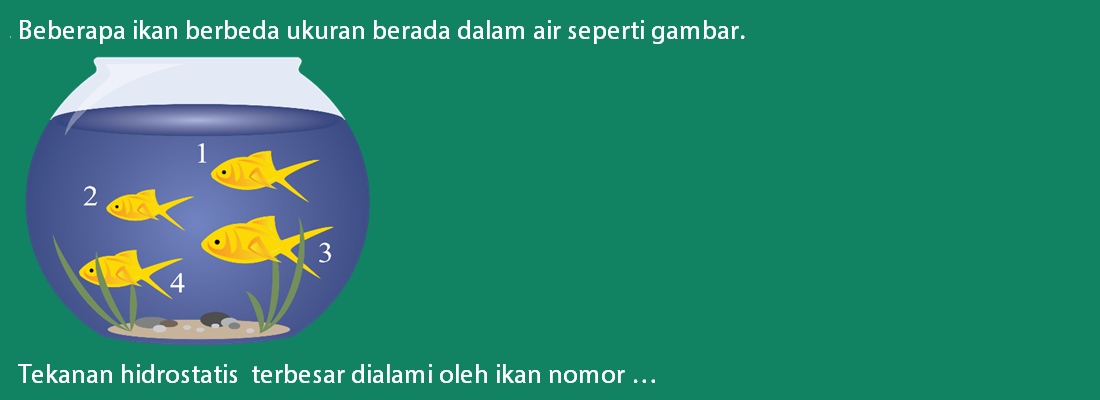 Beberapa ikan berbeda ukuran berada dalam air seperti gambar.
1
2
3
4
Tekanan hidrostatis  terbesar dialami oleh ikan nomor ...